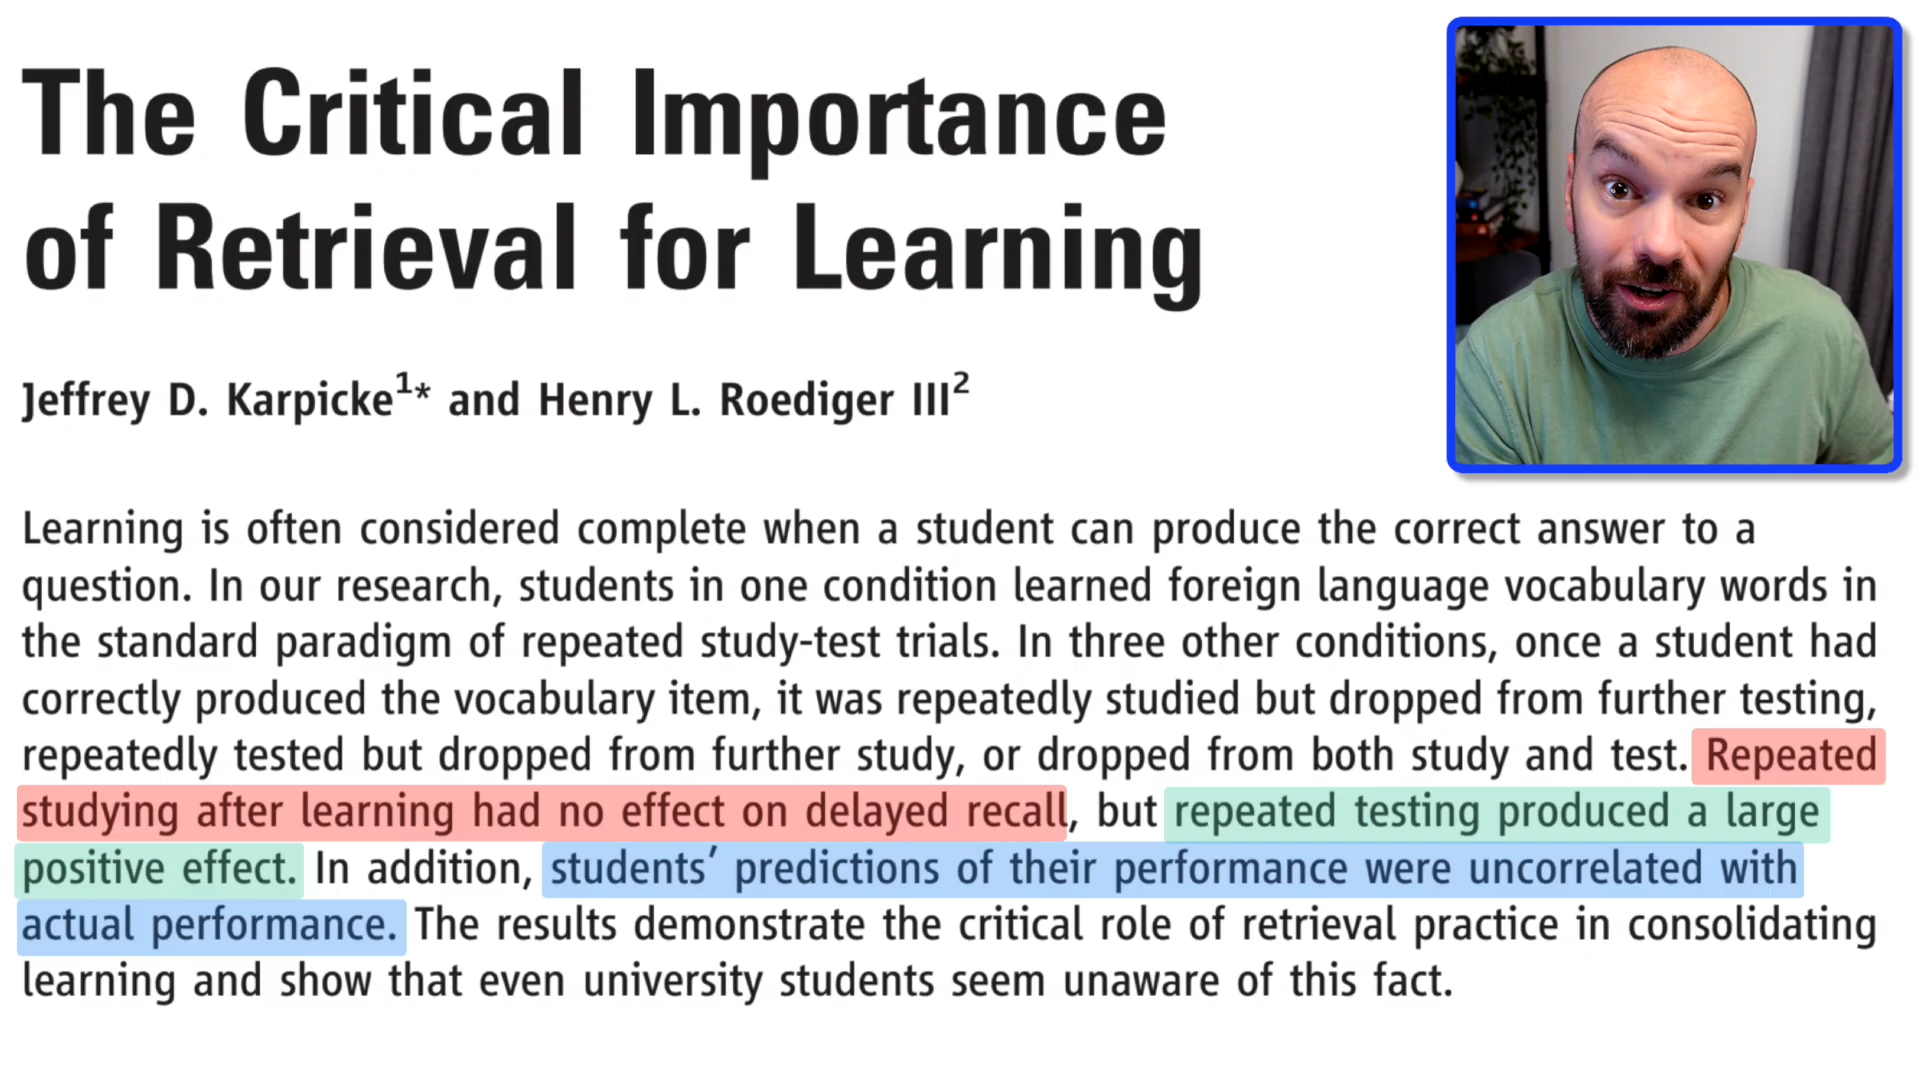 The Critical Importance
of Retrieval for Learning
Jeffrey D. Karpicke¹* and Henry L. Roediger III²
Learning is often considered complete when a student can produce the correct answer to a
question. In our research, students in one condition learned foreign language vocabulary words in
the standard paradigm of repeated study-test trials. In three other conditions, once a student had
correctly produced the vocabulary item, it was repeatedly studied but dropped from further testing,
repeatedly tested but dropped from further study, or dropped from both study and test. Repeated
studying after learning had no effect on delayed recall, but repeated testing produced a large
positive effect. In addition, students’ predictions of their performance were uncorrelated with
actual performance. The results demonstrate the critical role of retrieval practice in consolidating
learning and show that even university students seem unaware of this fact.